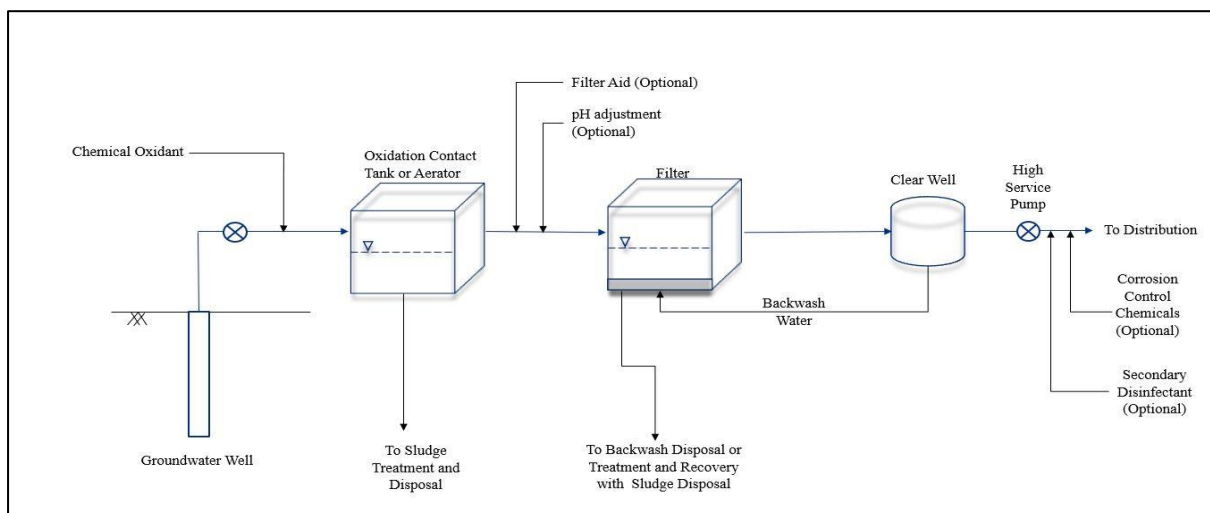 Filter Aid (Optional)
pH adjustment
(Optional)
Chemical Oxidant
Oxidation Contact
Tank or Aerator
Filter
Clear Well
High
Service
Pump
To Distribution
Backwash
Water
Corrosion
Control
Chemicals
(Optional)
Secondary
Disinfectant
(Optional)
Groundwater Well
To Sludge
Treatment and
Disposal
To Backwash Disposal or
Treatment and Recovery
with Sludge Disposal